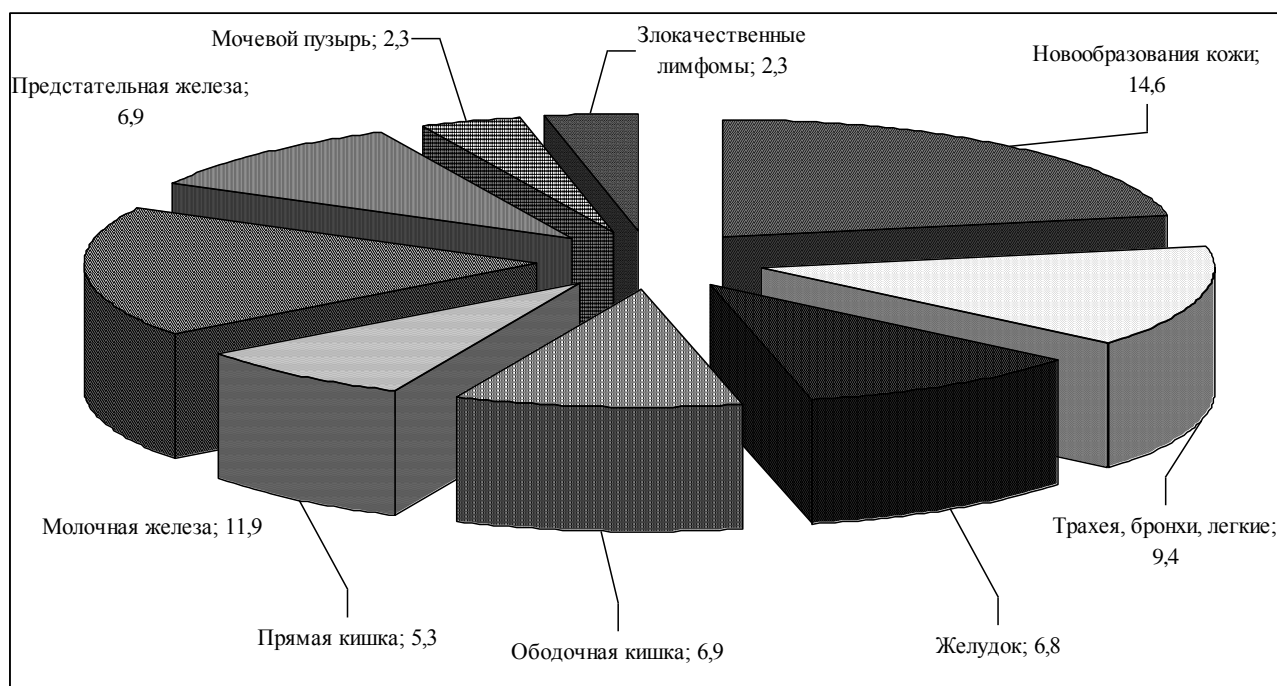 Мочевой пузырь; 2,3
Злокачественные
лимфомы; 2,3
Новообразования кожи;
14,6
Предстательная железа;
6,9
Молочная железа; 11,9
Трахея, бронхи, легкие;
9,4
Прямая кишка; 5,3
Ободочная кишка; 6,9
Желудок; 6,8